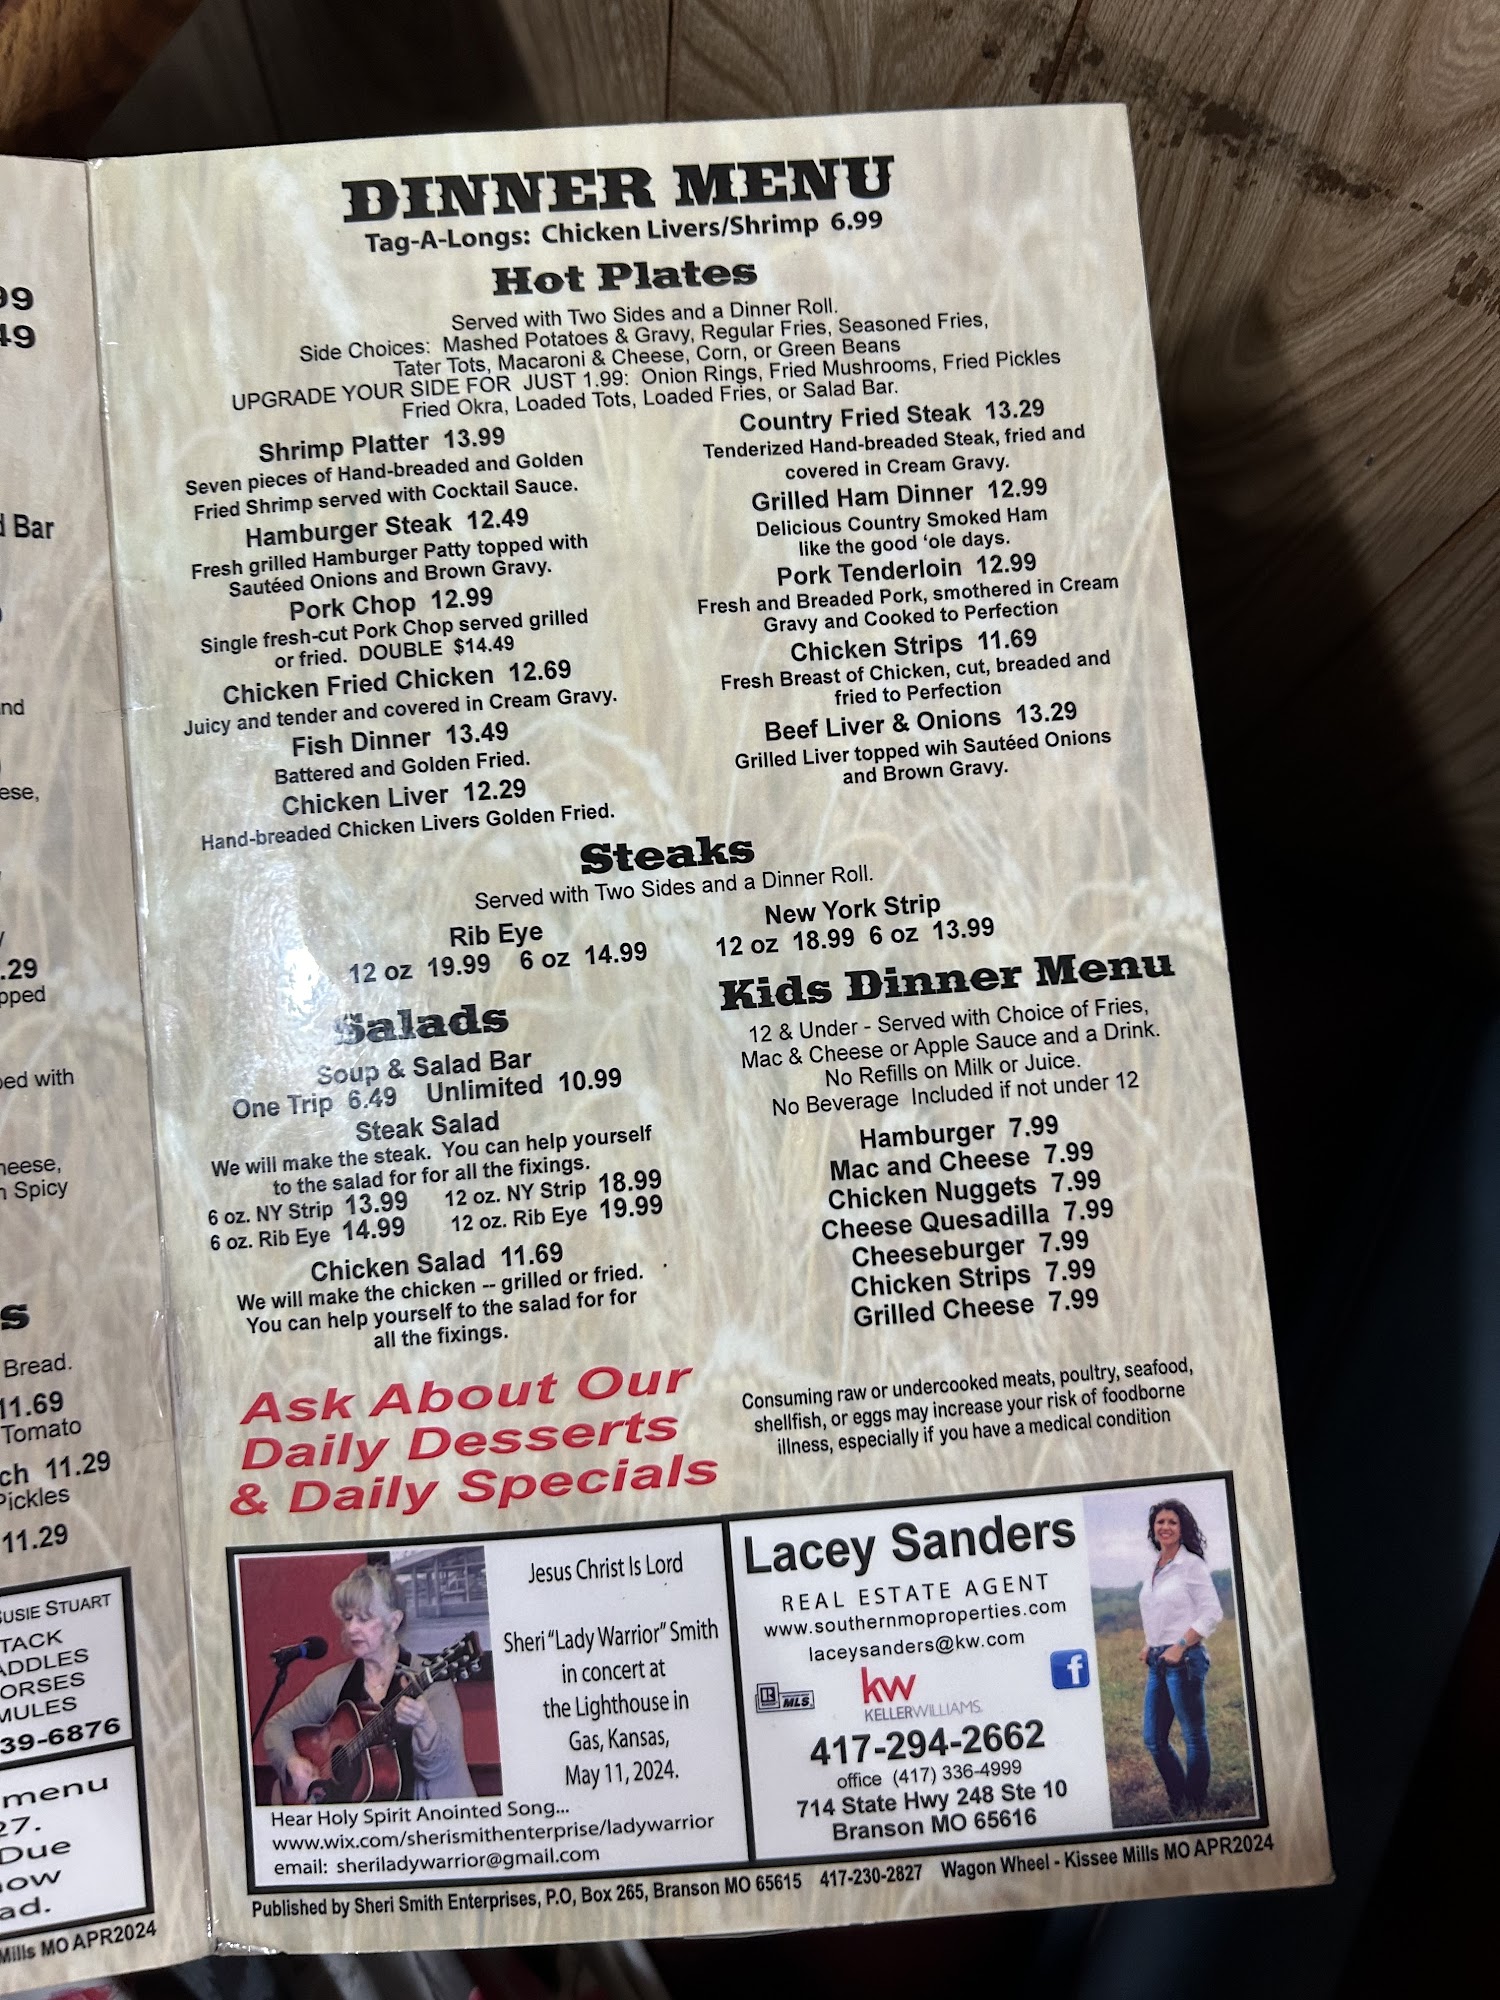 99
49
d Bar
nd
ese,
.29
pped
ped with
heese,
n Spicy
s
Bread.
11.69
Tomato
ch 11.29
Pickles
11.29
SUSIE STUART
TACK
ADDLES
ORSES
MULES
39-6876
menu
27.
Due
ow
ad.
Mills MO APR2024
DINNER MENU
Tag-A-Longs: Chicken Livers/Shrimp 6.99
Hot Plates
Served with Two Sides and a Dinner Roll.
Side Choices: Mashed Potatoes & Gravy, Regular Fries, Seasoned Fries,
Tater Tots, Macaroni & Cheese, Corn, or Green Beans
UPGRADE YOUR SIDE FOR JUST 1.99: Onion Rings, Fried Mushrooms, Fried Pickles
Fried Okra, Loaded Tots, Loaded Fries, or Salad Bar.
Shrimp Platter 13.99
Seven pieces of Hand-breaded and Golden
Fried Shrimp served with Cocktail Sauce.
Hamburger Steak 12.49
Fresh grilled Hamburger Patty topped with
Sautéed Onions and Brown Gravy.
Pork Chop 12.99
Single fresh-cut Pork Chop served grilled
or fried. DOUBLE $14.49
Chicken Fried Chicken 12.69
Juicy and tender and covered in Cream Gravy.
Fish Dinner 13.49
Battered and Golden Fried.
Chicken Liver 12.29
Hand-breaded Chicken Livers Golden Fried.
Country Fried Steak 13.29
Tenderized Hand-breaded Steak, fried and
covered in Cream Gravy.
Grilled Ham Dinner 12.99
Delicious Country Smoked Ham
like the good ‘ole days.
Pork Tenderloin 12.99
Fresh and Breaded Pork, smothered in Cream
Gravy and Cooked to Perfection
Chicken Strips 11.69
Fresh Breast of Chicken, cut, breaded and
fried to Perfection
Beef Liver & Onions 13.29
Grilled Liver topped wih Sautéed Onions
and Brown Gravy.
Steaks
Served with Two Sides and a Dinner Roll.
Rib Eye
12 oz 19.99 6 oz 14.99
New York Strip
12 oz 18.99 6 oz 13.99
Salads
Soup & Salad Bar
One Trip 6.49 Unlimited 10.99
Steak Salad
We will make the steak. You can help yourself
to the salad for for all the fixings.
6 oz. NY Strip 13.99 12 oz. NY Strip 18.99
6 oz. Rib Eye 14.99 12 oz. Rib Eye 19.99
Chicken Salad 11.69
We will make the chicken -- grilled or fried.
You can help yourself to the salad for for
all the fixings.
Kids Dinner Menu
12 & Under - Served with Choice of Fries,
Mac & Cheese or Apple Sauce and a Drink.
No Refills on Milk or Juice.
No Beverage Included if not under 12
Hamburger 7.99
Mac and Cheese 7.99
Chicken Nuggets 7.99
Cheese Quesadilla 7.99
Cheeseburger 7.99
Chicken Strips 7.99
Grilled Cheese 7.99
Ask About Our
Daily Desserts
& Daily Specials
Consuming raw or undercooked meats, poultry, seafood,
shellfish, or eggs may increase your risk of foodborne
illness, especially if you have a medical condition
Jesus Christ Is Lord
Sheri “Lady Warrior” Smith
in concert at
the Lighthouse in
Gas, Kansas,
May 11, 2024.
Hear Holy Spirit Anointed Song...
www.wix.com/sherismithenterprise/ladywarrior
email: sheriladywarrior@gmail.com
Lacey Sanders
REAL ESTATE AGENT
www.southernmoproperties.com
laceysanders@kw.com
R MLS
kw
KELLERWILLIAMS.
f
417-294-2662
office (417) 336-4999
714 State Hwy 248 Ste 10
Branson MO 65616
Published by Sheri Smith Enterprises, P.O, Box 265, Branson MO 65615 417-230-2827 Wagon Wheel - Kissee Mills MO APR2024